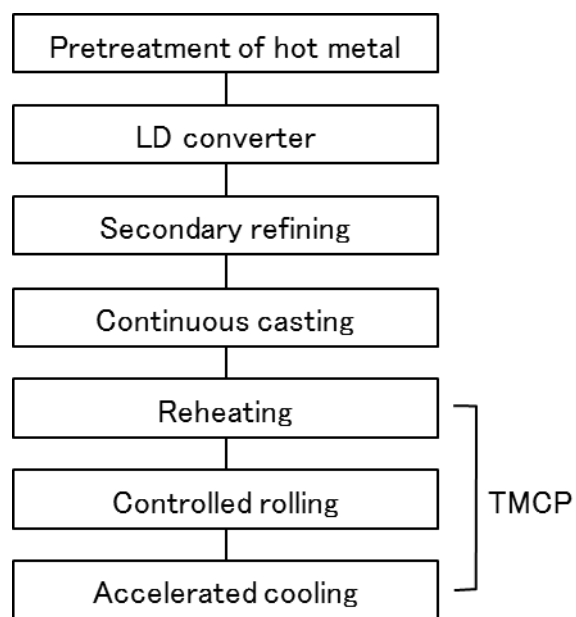 Pretreatment of hot metal
LD converter
Secondary refining
Continuous casting
Reheating
Controlled rolling
TMCP
Accelerated cooling